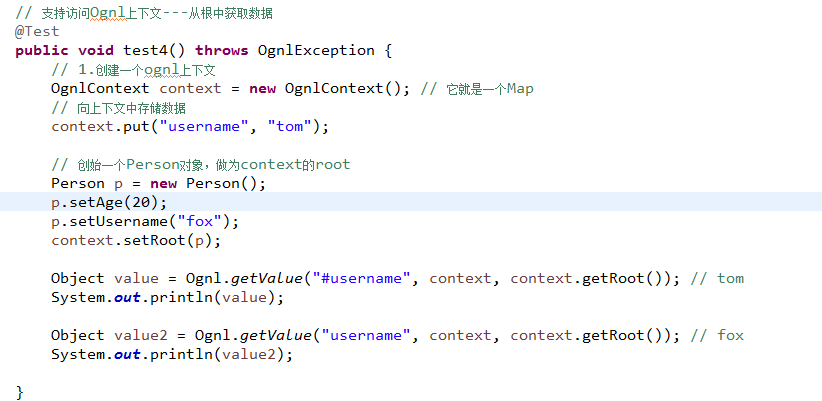 // 支持访问Ognl上下文---从根中获取数据
@Test
public void test4() throws OgnlException {
// 1.创建一个ognl上下文
OgnlContext context = new OgnlContext(); // 它就是一个Map
// 向上下文中存储数据
context.put("username", "tom");
// 创始一个Person对象，做为context的root
Person p = new Person();
p.setAge(20);
p.setUsername("fox");
context.setRoot(p);
Object value = Ognl.getValue("#username", context, context.getRoot()); // tom
System.out.println(value);
Object value2 = Ognl.getValue("username", context, context.getRoot()); // fox
System.out.println(value2);
}